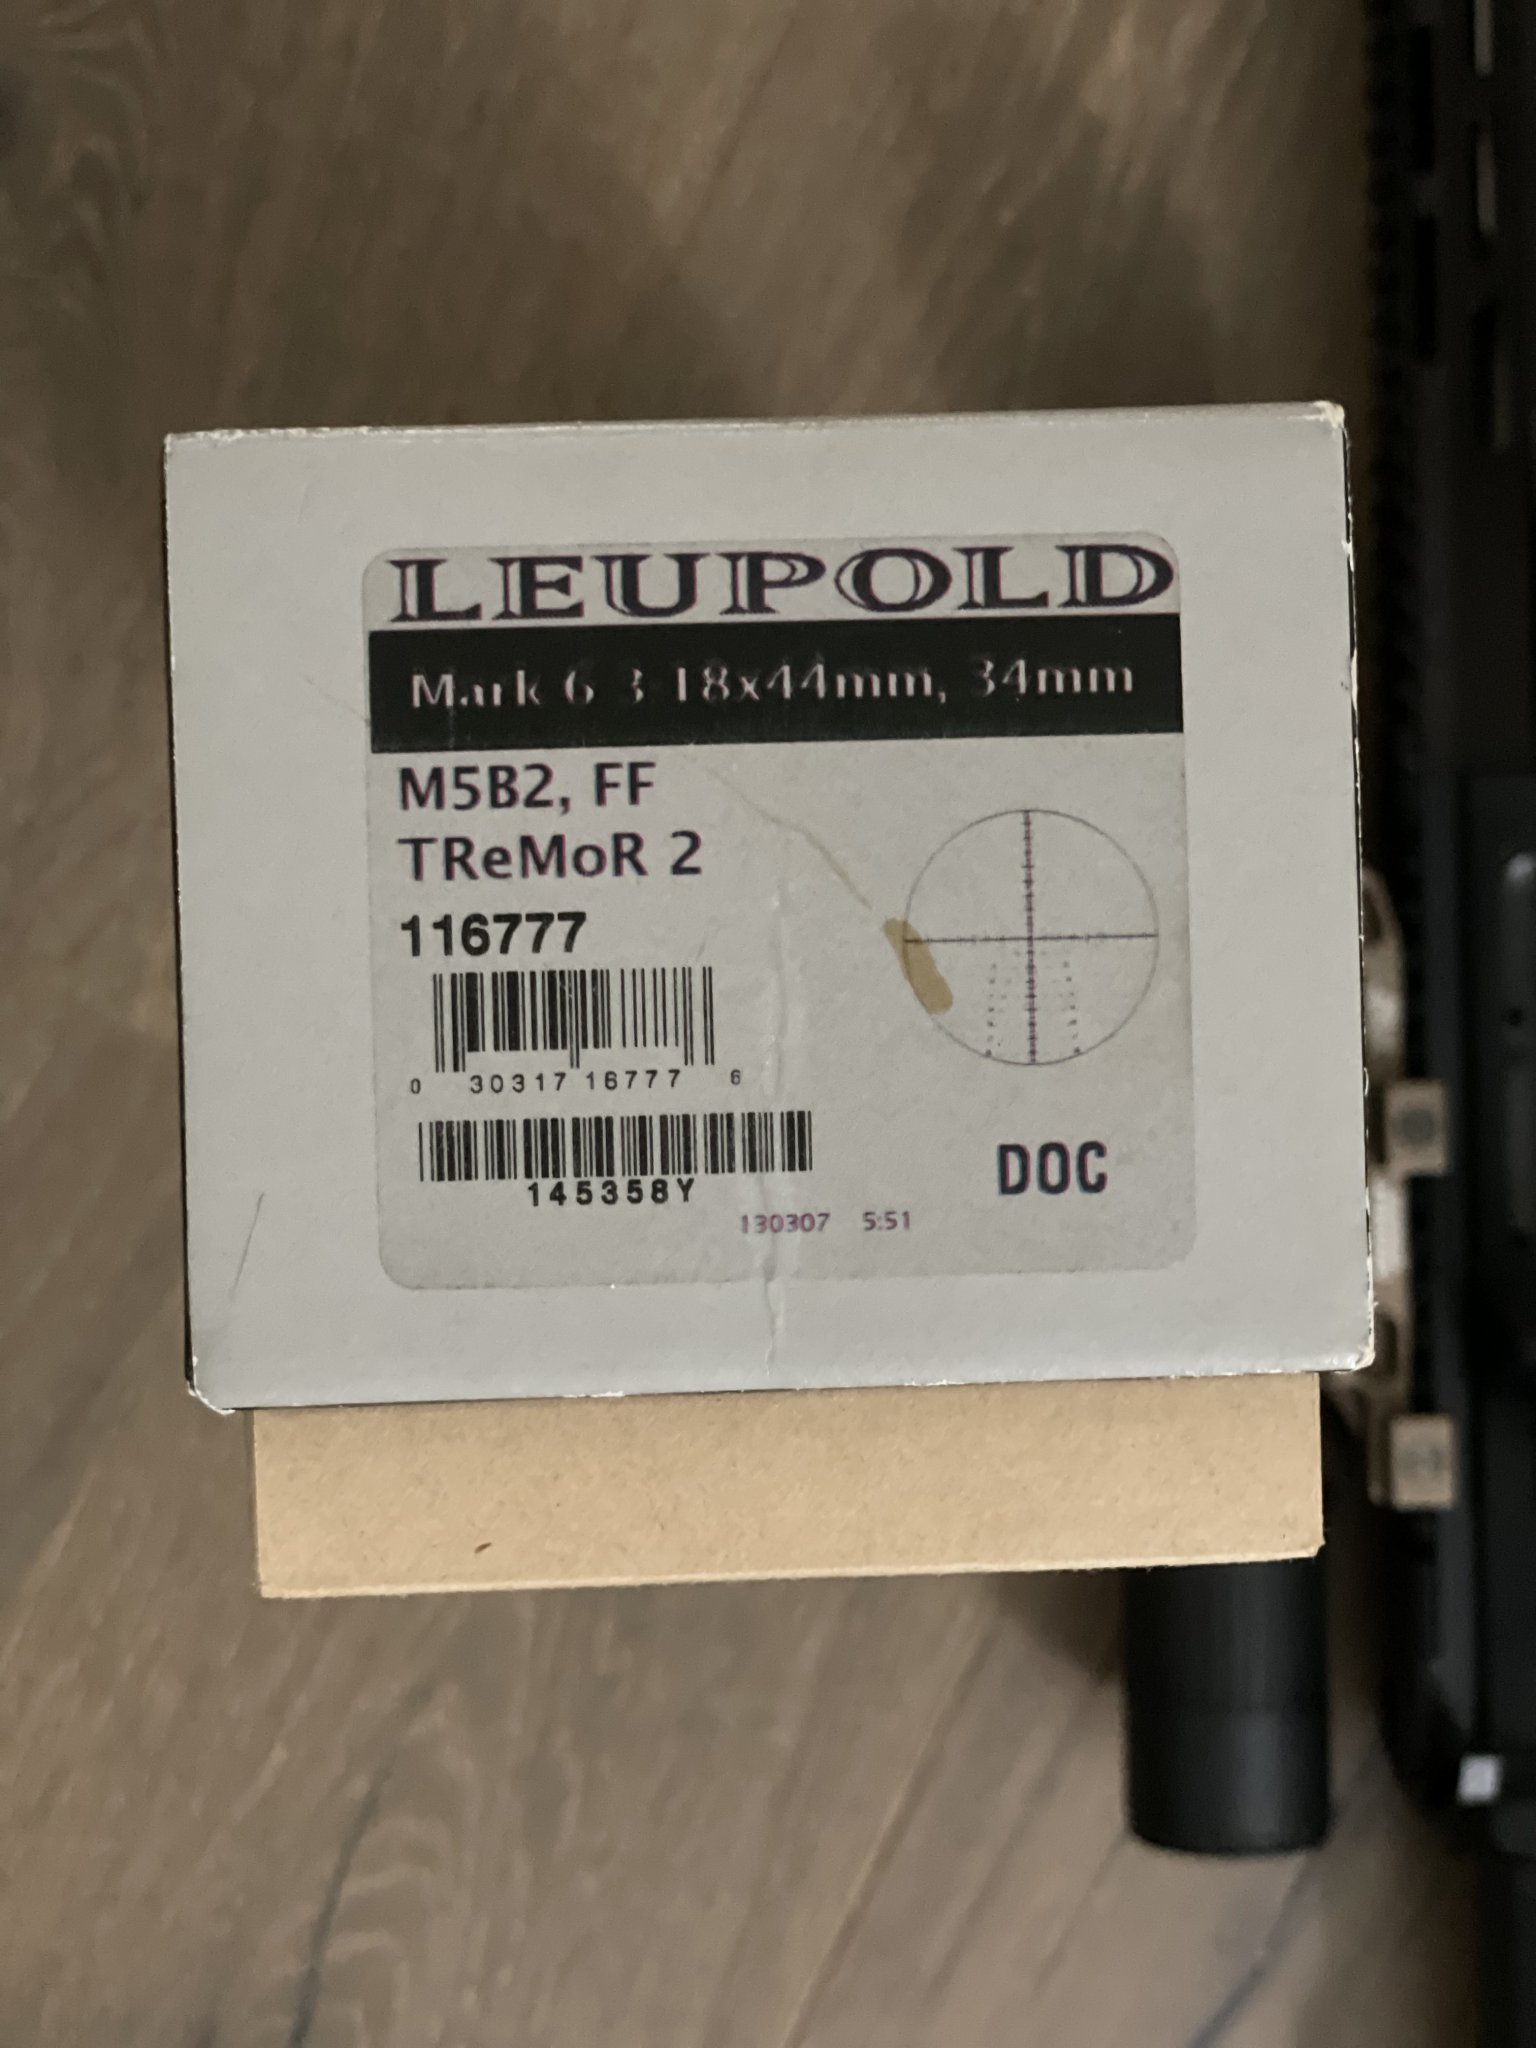 LEUPOLD
Mark 6 3-18x44mm, 34mm
M5B2, FF
TReMoR 2
116777
0 30317 16777 6
145358Y
DOC
130307 5:51